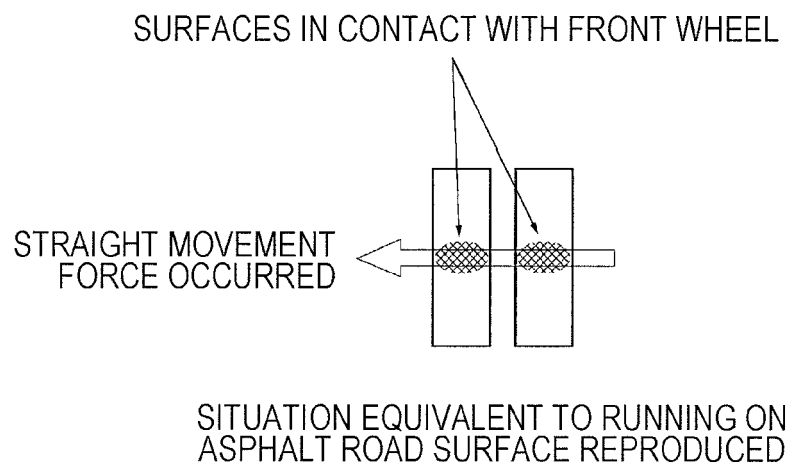 SURFACES IN CONTACT WITH FRONT WHEEL
STRAIGHT MOVEMENT
FORCE OCCURRED
SITUATION EQUIVALENT TO RUNNING ON
ASPHALT ROAD SURFACE REPRODUCED